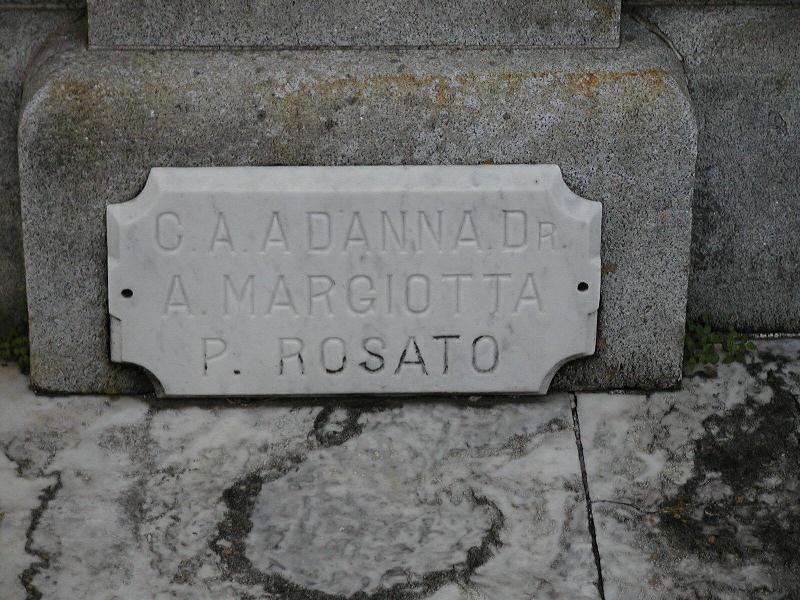 C. A. ADANNA. DR.
A. MARGIOTTA
P. ROSATO